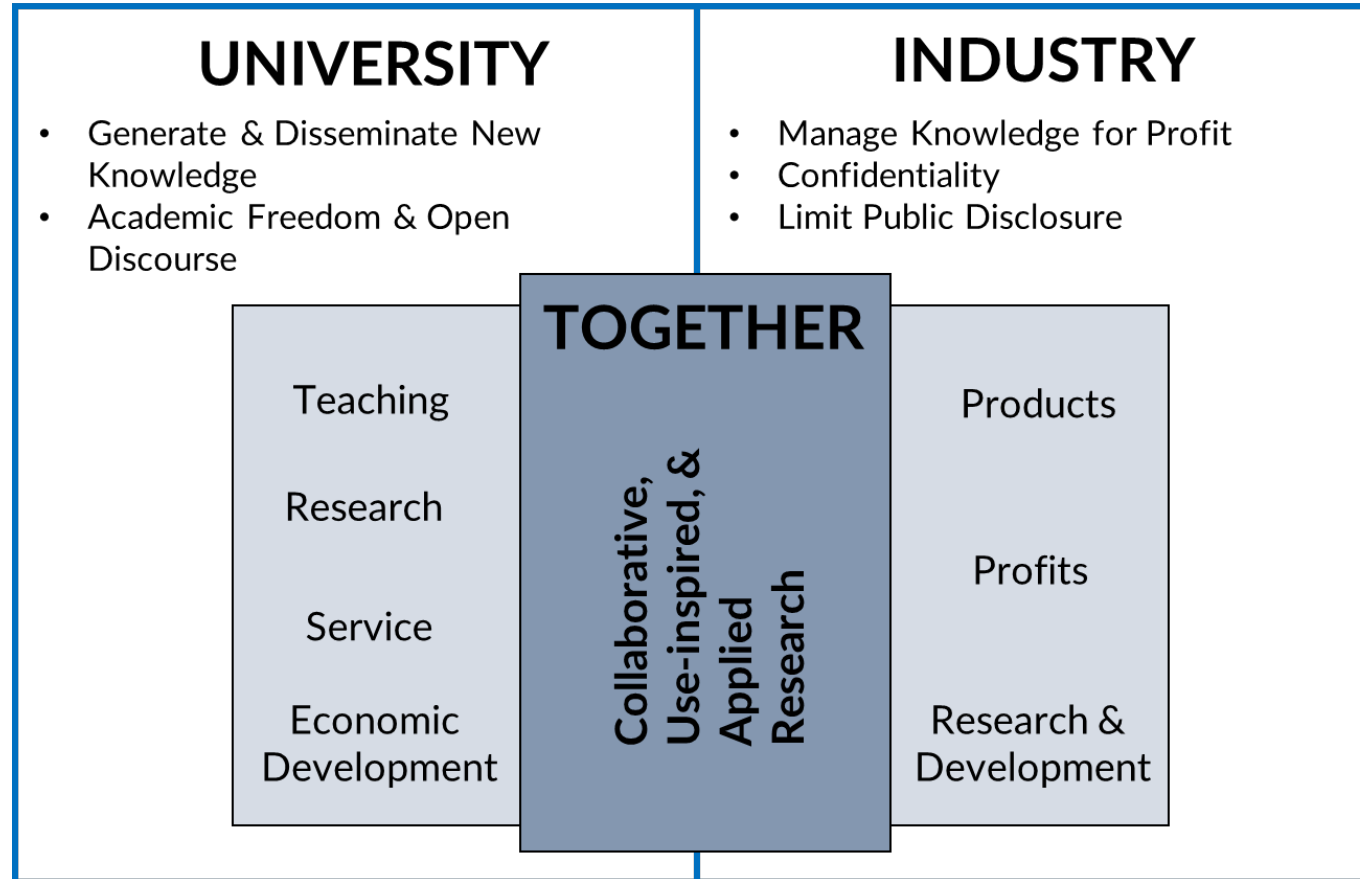 UNIVERSITY
• Generate & Disseminate New
Knowledge
• Academic Freedom & Open
Discourse
INDUSTRY
• Manage Knowledge for Profit
• Confidentiality
• Limit Public Disclosure
Teaching
Research
Service
Economic
Development
TOGETHER
Collaborative,
Use-inspired, &
Applied
Research
Products
Profits
Research &
Development